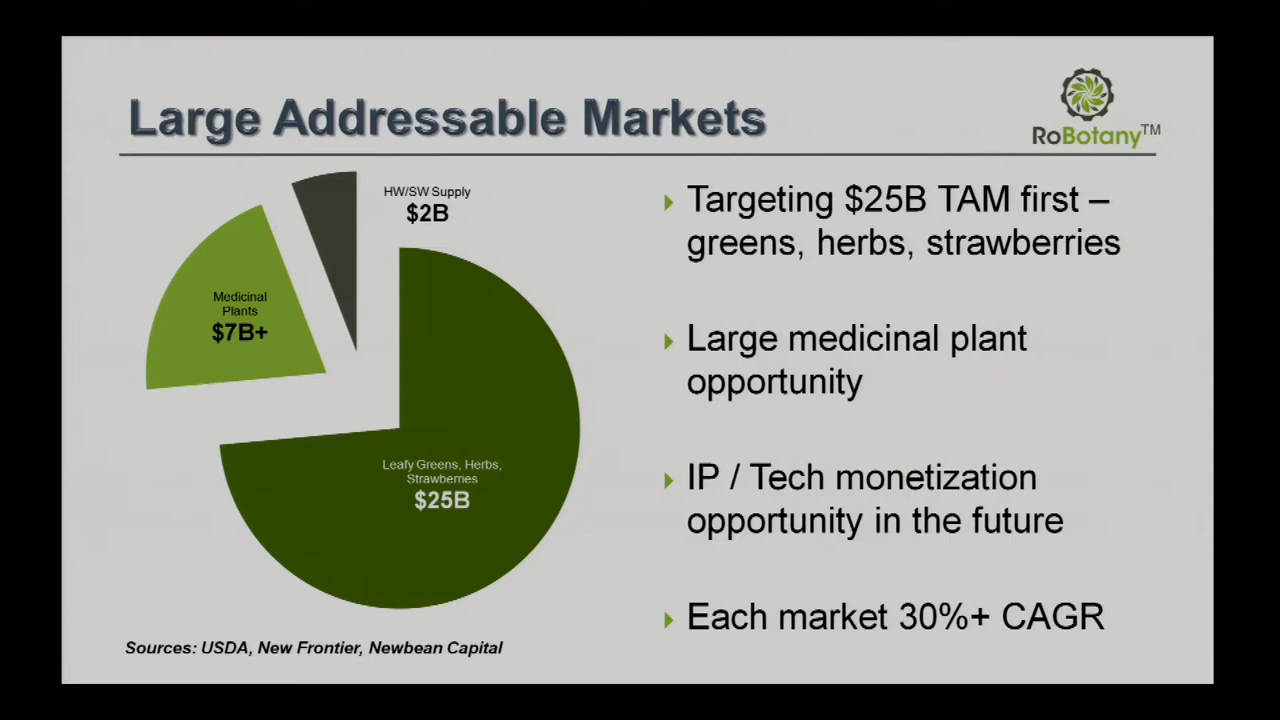 Large Addressable Markets
RoBotany™
HW/SW Supply
$2B
Medicinal
Plants
$7B+
Leafy Greens, Herbs,
Strawberries
$25B
Targeting $25B TAM first –
greens, herbs, strawberries
Large medicinal plant
opportunity
IP / Tech monetization
opportunity in the future
Each market 30%+ CAGR
Sources: USDA, New Frontier, Newbean Capital